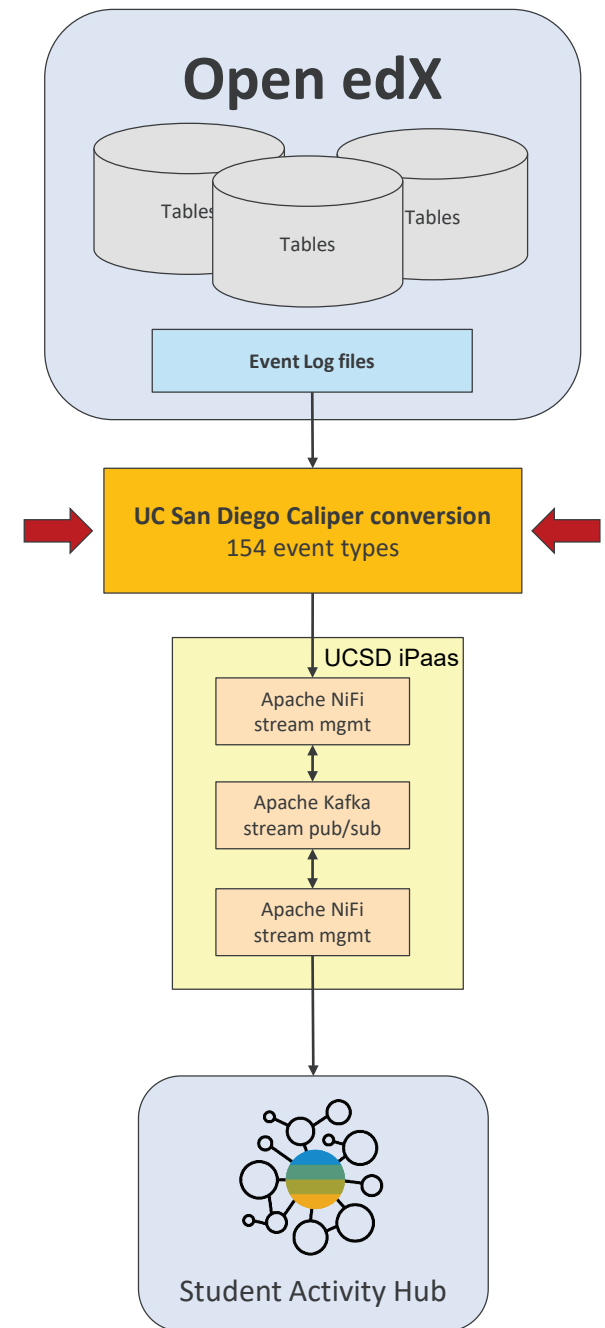 Open edX
Tables
Tables
Tables
Event Log files
UC San Diego Caliper conversion
154 event types
UCSD iPaas
Apache NiFi
stream mgmt
Apache Kafka
stream pub/sub
Apache NiFi
stream mgmt
Student Activity Hub